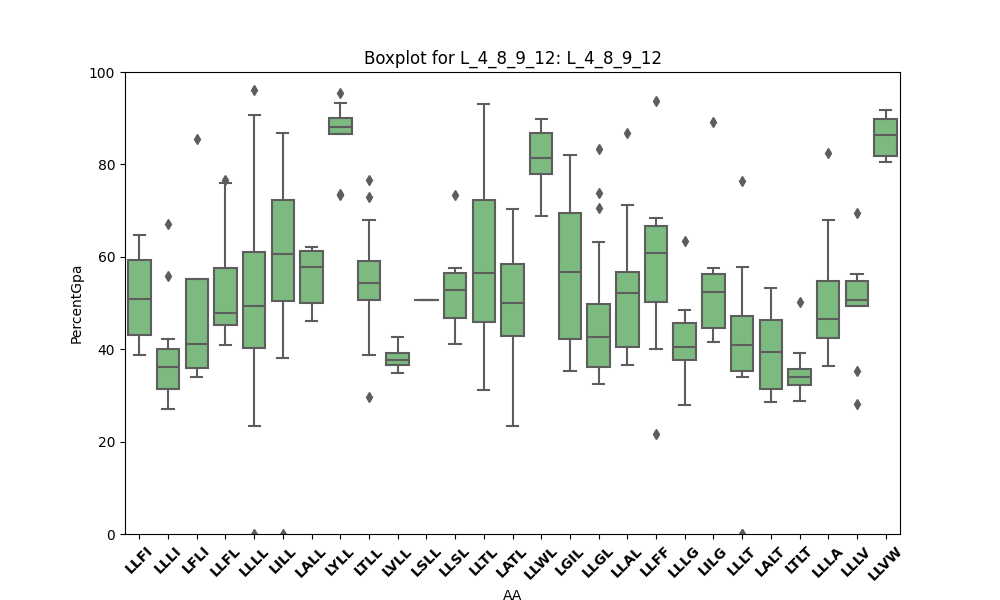 Boxplot for L_4_8_9_12: L_4_8_9_12
100
80
60
40
20
0
PercentGpa
LLFI LLLI LFLI LLFL LLLL LILL LALL LYLL LTLL LVLL LSLL LLSL LLTL LATL LLWL LGIL LLGL LLAL LLFF LLLG LILG LLLT LALT LTLT LLLA LLLV LLVW
AA